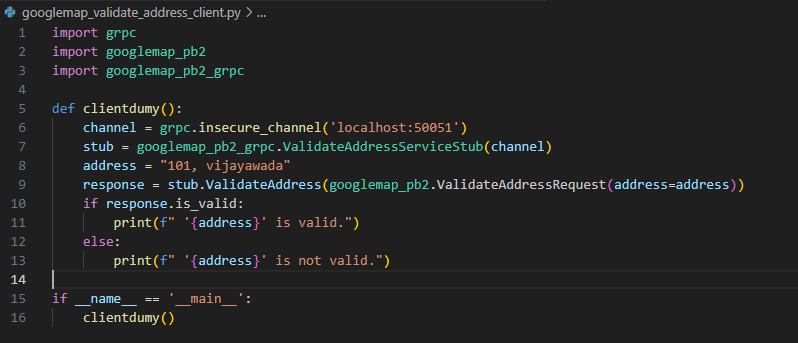 googlemap_validate_address_client.py > ...
1 import grpc
2 import googlemap_pb2
3 import googlemap_pb2_grpc
4
5 def clientdumy():
6     channel = grpc.insecure_channel('localhost:50051')
7     stub = googlemap_pb2_grpc.ValidateAddressServiceStub(channel)
8     address = "101, vijayawada"
9     response = stub.ValidateAddress(googlemap_pb2.ValidateAddressRequest(address=address))
10     if response.is_valid:
11         print(f" '{address}' is valid.")
12     else:
13         print(f" '{address}' is not valid.")
14
15 if __name__ == '__main__':
16     clientdumy()